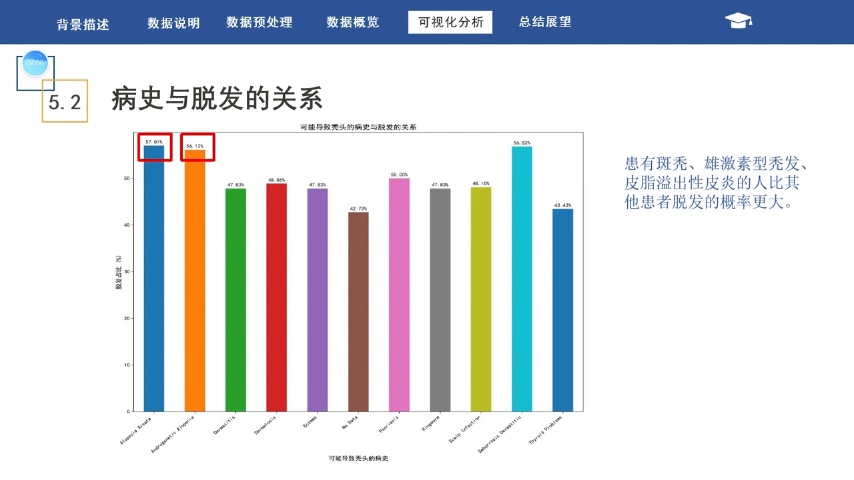 背景描述
数据说明
数据预处理
数据概览
可视化分析
总结展望
5.2
病史与脱发的关系
可能导致秃头的病史与脱发的关系
56.12%
47.83%
48.86%
47.83%
42.73%
50.00%
47.83%
48.10%
56.82%
43.43%
50
40
30
20
10
0
脱发占比 (%)
Alopecia Areata
Androgenetic Alopecia
Dermatitis
Dermatosis
Eczema
No Data
Psoriasis
Ringworm
Scalp Infection
Seborrheic Dermatitis
Thyroid Problems
可能导致秃头的病史
患有斑秃、雄激素型秃发、
皮脂溢出性皮炎的人比其
他患者脱发的概率更大。